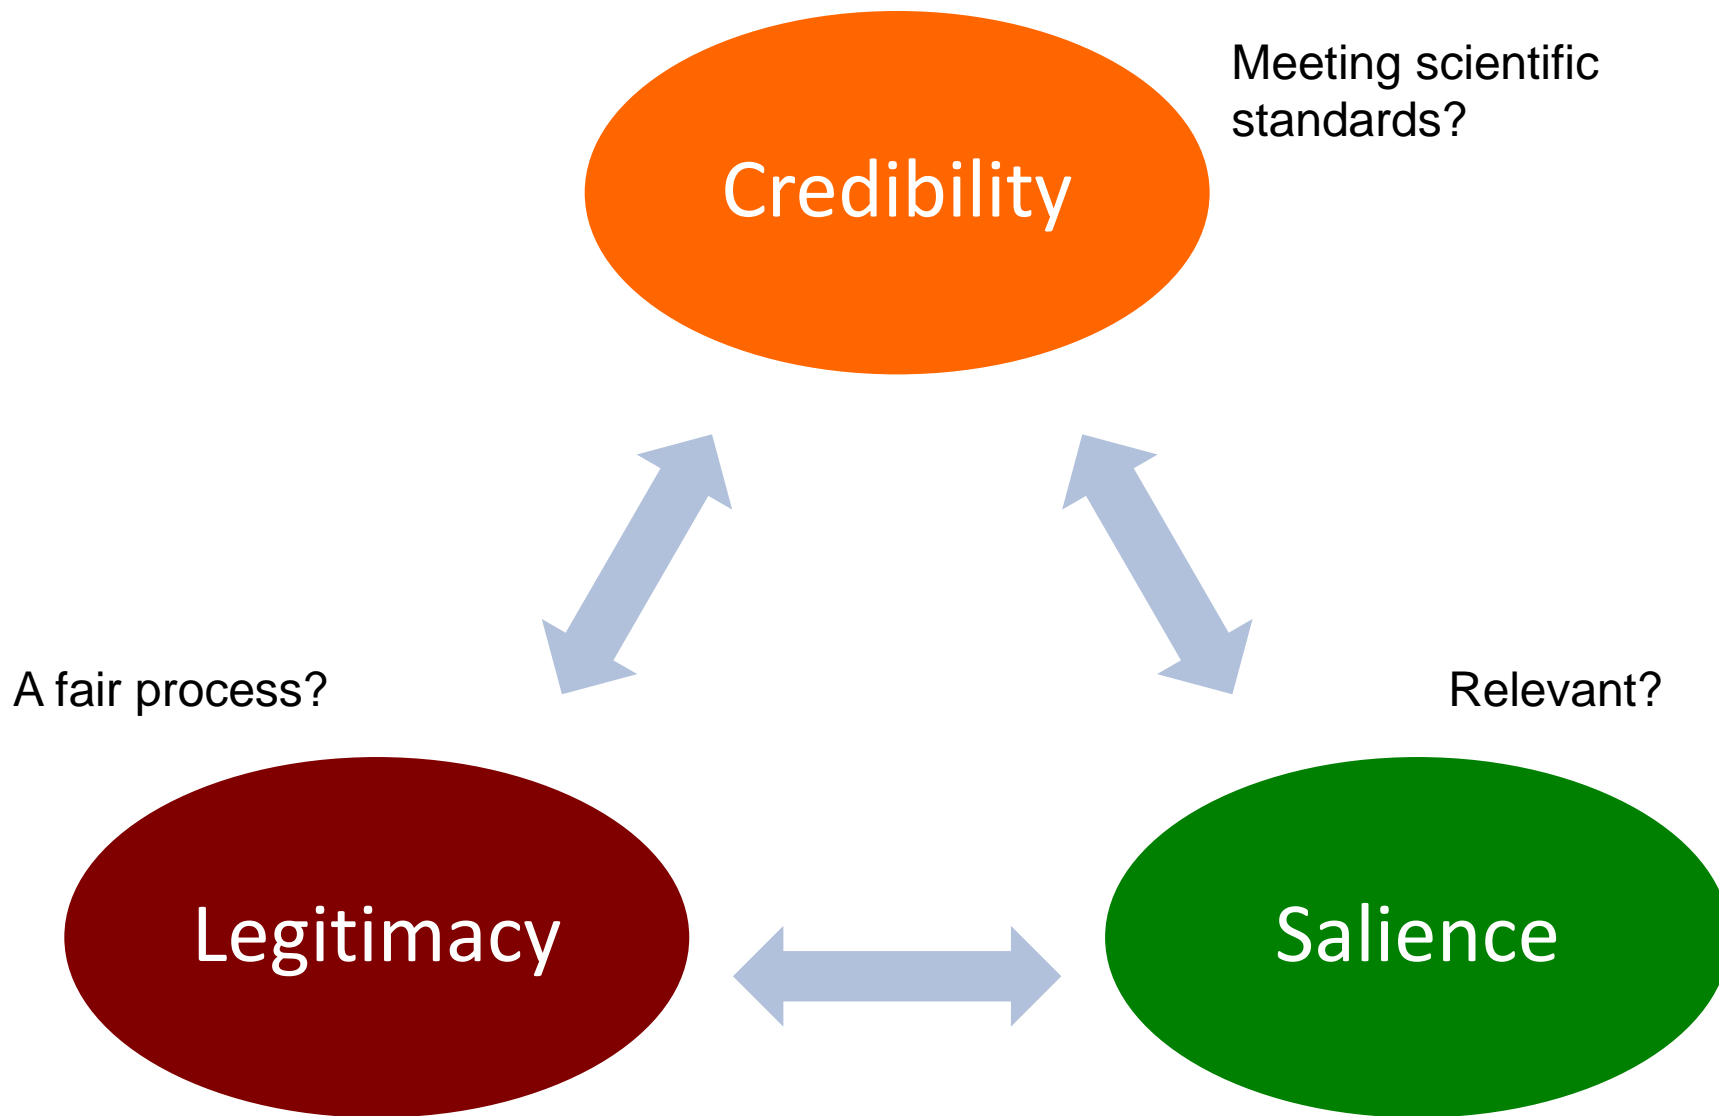 Meeting scientific
standards?
Credibility
A fair process?
Relevant?
Legitimacy
Salience